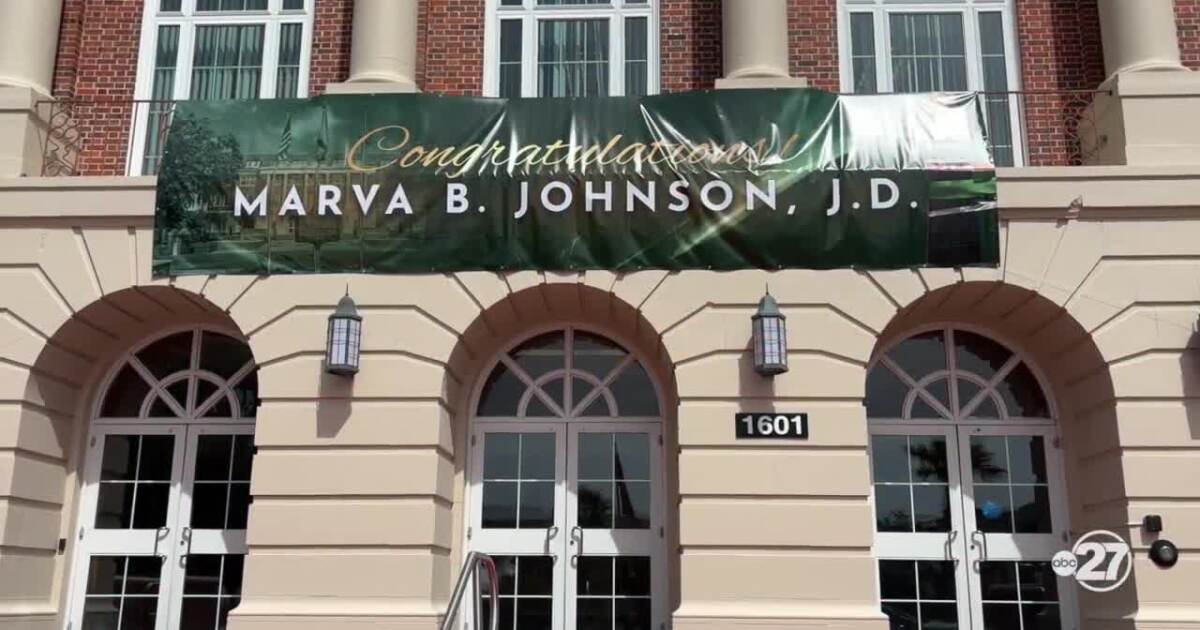 Congratulations!
MARVA B. JOHNSON, J.D.
1601
abc 27